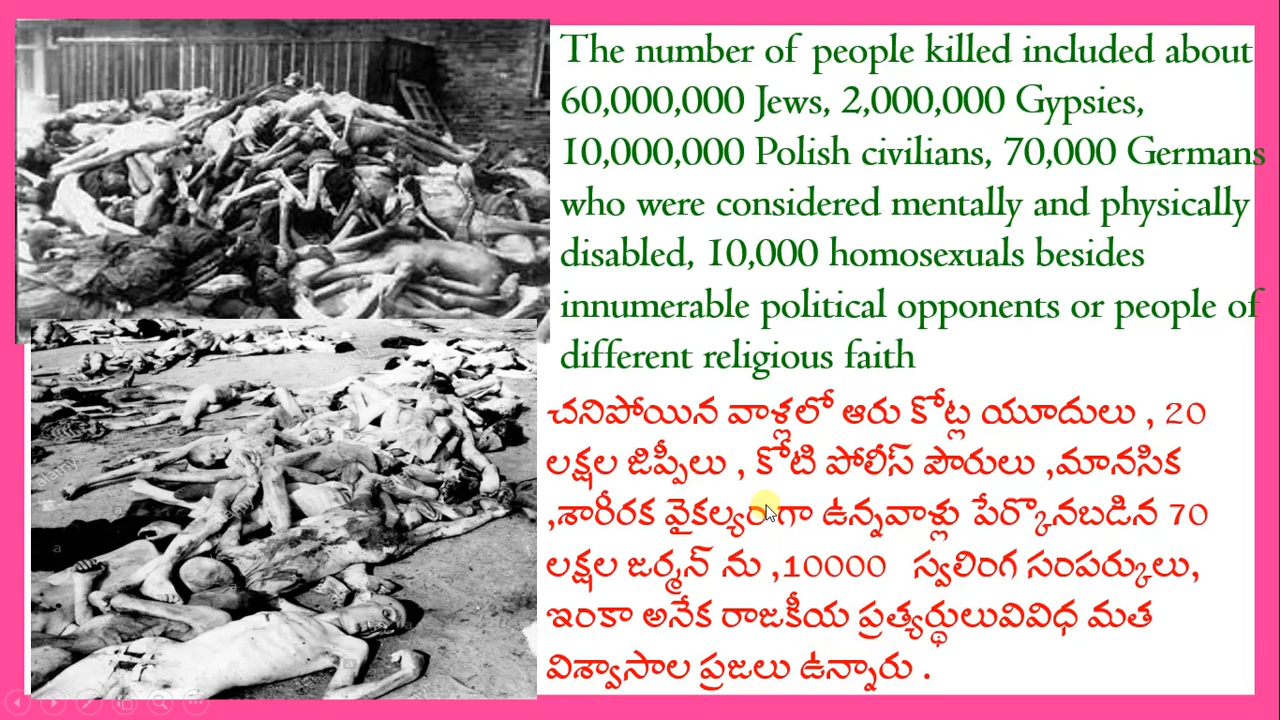 The number of people killed included about
60,000,000 Jews, 2,000,000 Gypsies,
10,000,000 Polish civilians, 70,000 Germans
who were considered mentally and physically
disabled, 10,000 homosexuals besides
innumerable political opponents or people of
different religious faith
చనిపోయిన వాళ్లలో ఆరు కోట్ల యూదులు , 20
లక్షల జిప్పీలు , కోటి పోలీస్ పౌరులు ,మానసిక
,శారీరక వైకల్యంగా ఉన్నవాళ్లు పేర్కొనబడిన 70
లక్షల జర్మన్ ను ,10000 స్వలింగ సంపర్కులు,
ఇంకా అనేక రాజకీయ ప్రత్యర్థులువివిధ మత
విశ్వాసాల ప్రజలు ఉన్నారు .
alamy
a